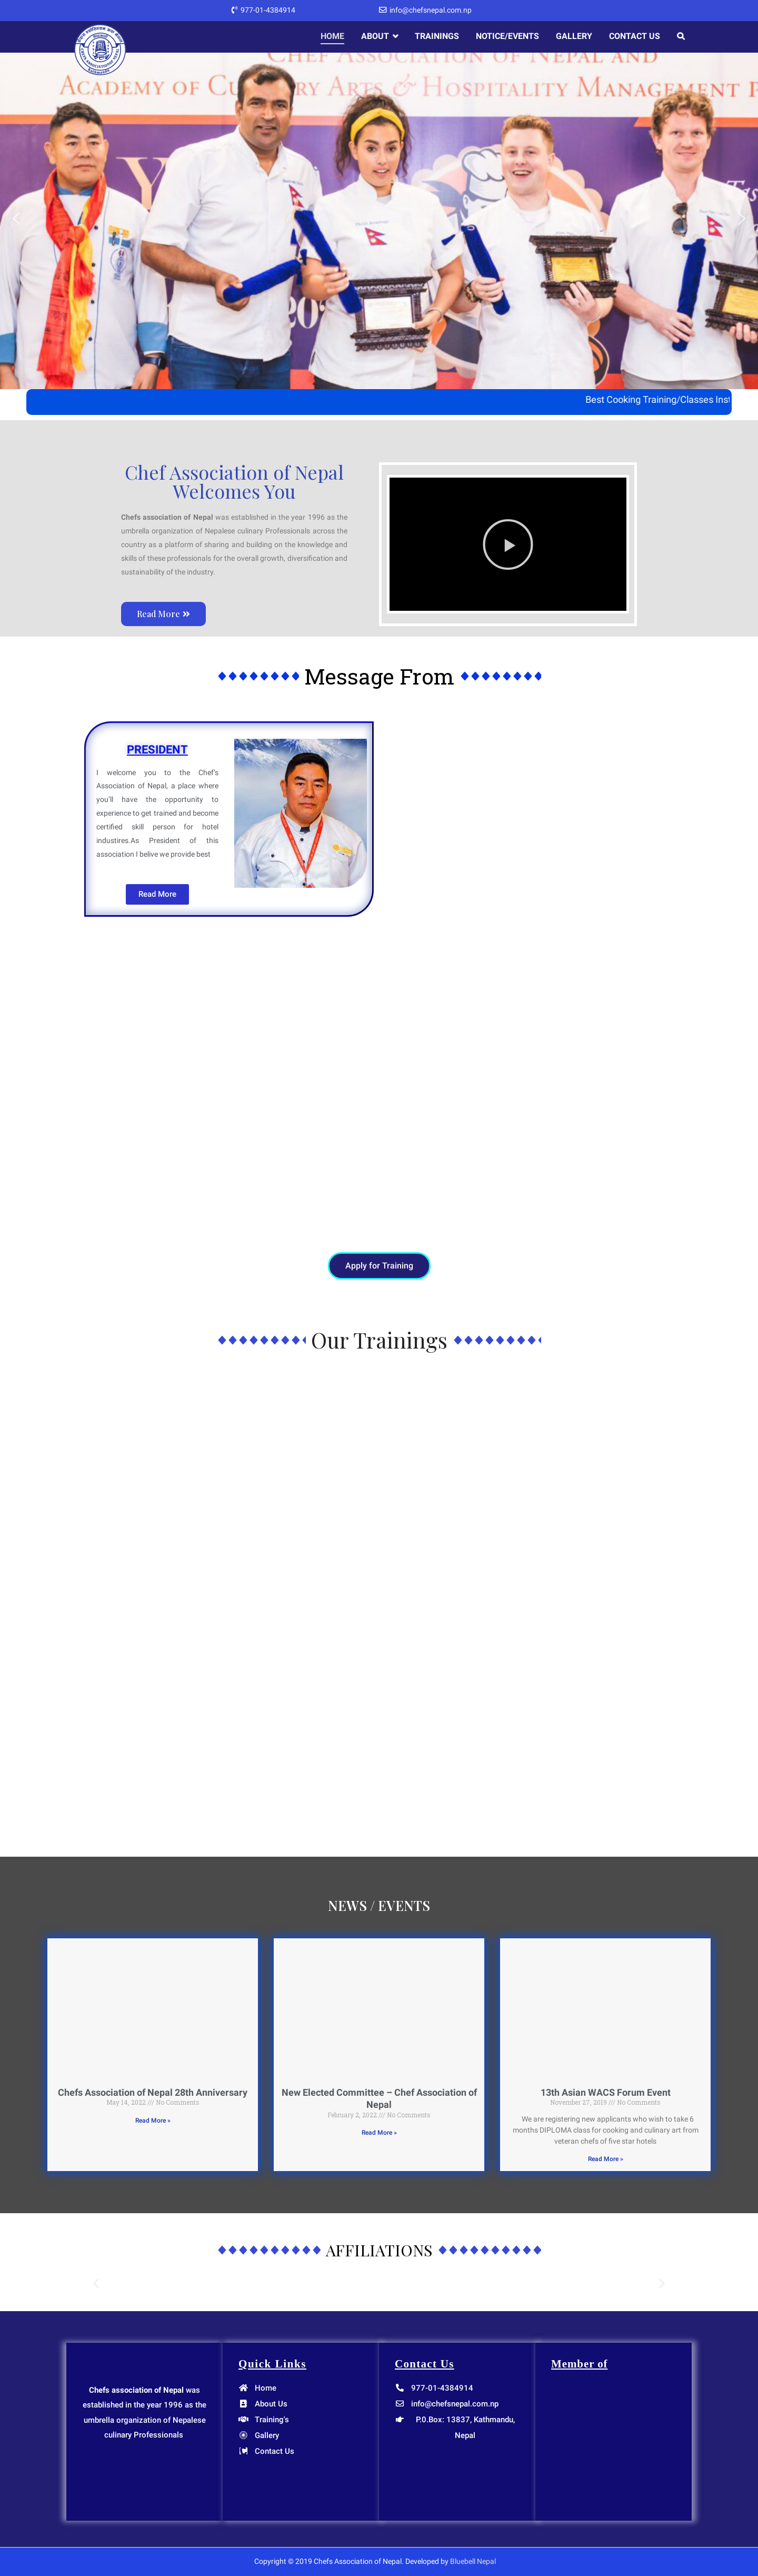 977-01-4384914
info@chefsnepal.com.np
HOME
ABOUT
TRAININGS
NOTICE/EVENTS
GALLERY
CONTACT US
Academy of Culinary Arts & Hospitality Management P
Best Cooking Training/Classes Inst
Chef Association of Nepal
Welcomes You
Chefs association of Nepal was established in the year 1996 as the
umbrella organization of Nepalese culinary Professionals across the
country as a platform of sharing and building on the knowledge and
skills of these professionals for the overall growth, diversification and
sustainability of the industry.
Read More
Message From
PRESIDENT
I welcome you to the Chef's
Association of Nepal, a place where
you'll have the opportunity to
experience to get trained and become
certified skill person for hotel
industires.As President of this
association I belive we provide best
Read More
Apply for Training
Our Trainings
NEWS / EVENTS
Chefs Association of Nepal 28th Anniversary
May 14, 2022 /// No Comments
Read More »
New Elected Committee – Chef Association of
Nepal
February 2, 2022 /// No Comments
Read More »
13th Asian WACS Forum Event
November 27, 2019 /// No Comments
We are registering new applicants who wish to take 6
months DIPLOMA class for cooking and culinary art from
veteran chefs of five star hotels
Read More »
AFFILIATIONS
Chefs association of Nepal was
established in the year 1996 as the
umbrella organization of Nepalese
culinary Professionals
Quick Links
Home
About Us
Training's
Gallery
Contact Us
Contact Us
977-01-4384914
info@chefsnepal.com.np
P.0.Box: 13837, Kathmandu,
Nepal
Member of
Copyright © 2019 Chefs Association of Nepal. Developed by Bluebell Nepal